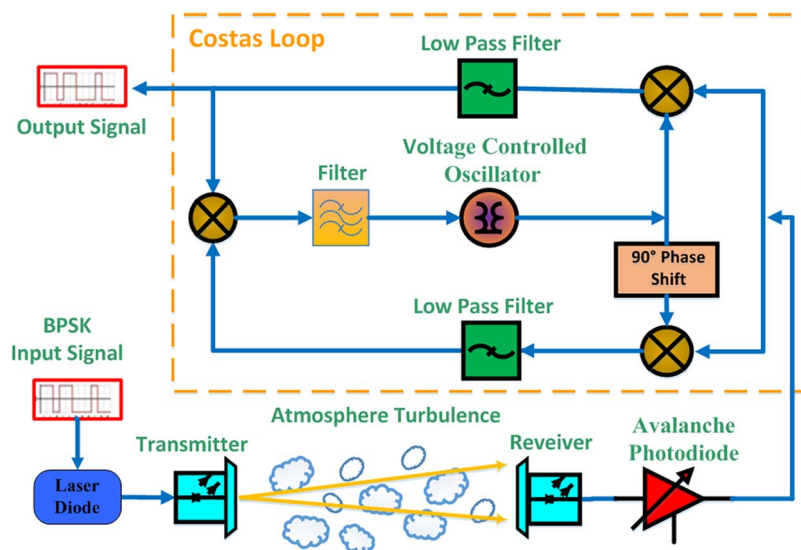 Costas Loop
Low Pass Filter
Output Signal
Voltage Controlled
Oscillator
Filter
90° Phase
Shift
Low Pass Filter
BPSK
Input Signal
Atmosphere Turbulence
Transmitter
Reveiver
Avalanche
Photodiode
Laser
Diode